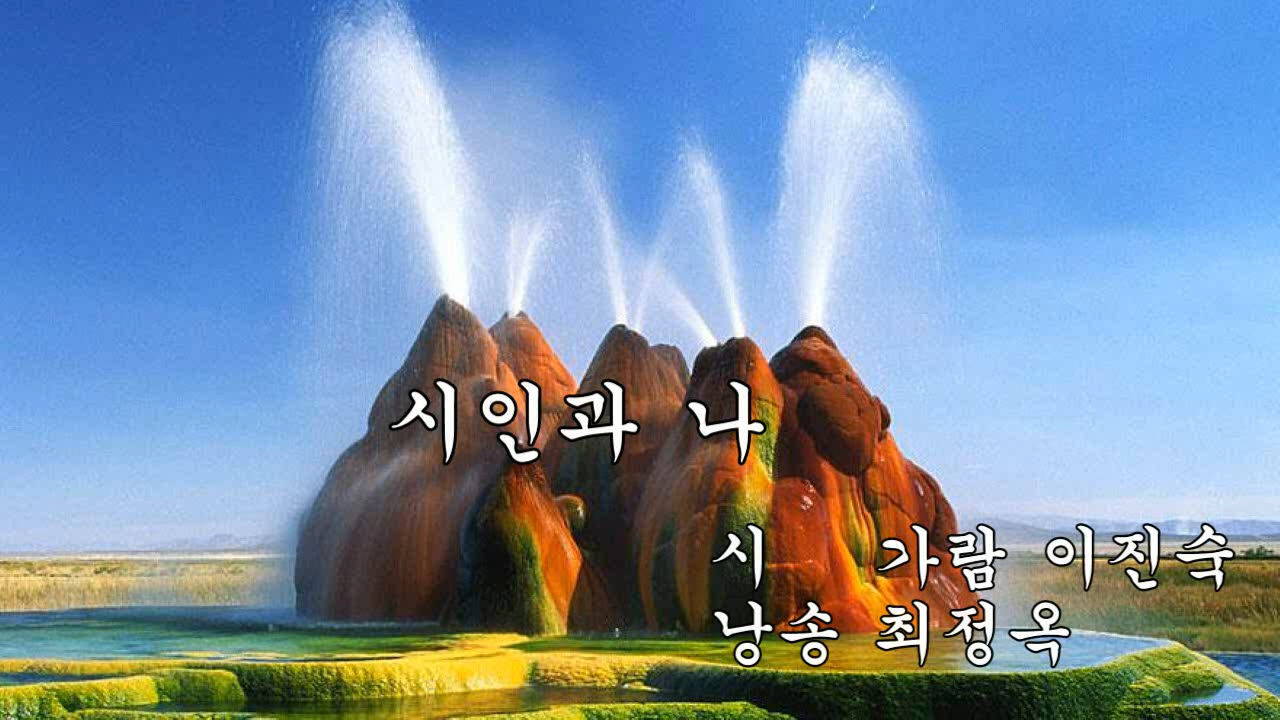 시인과 나
시 가람 이진숙
낭송 최정옥